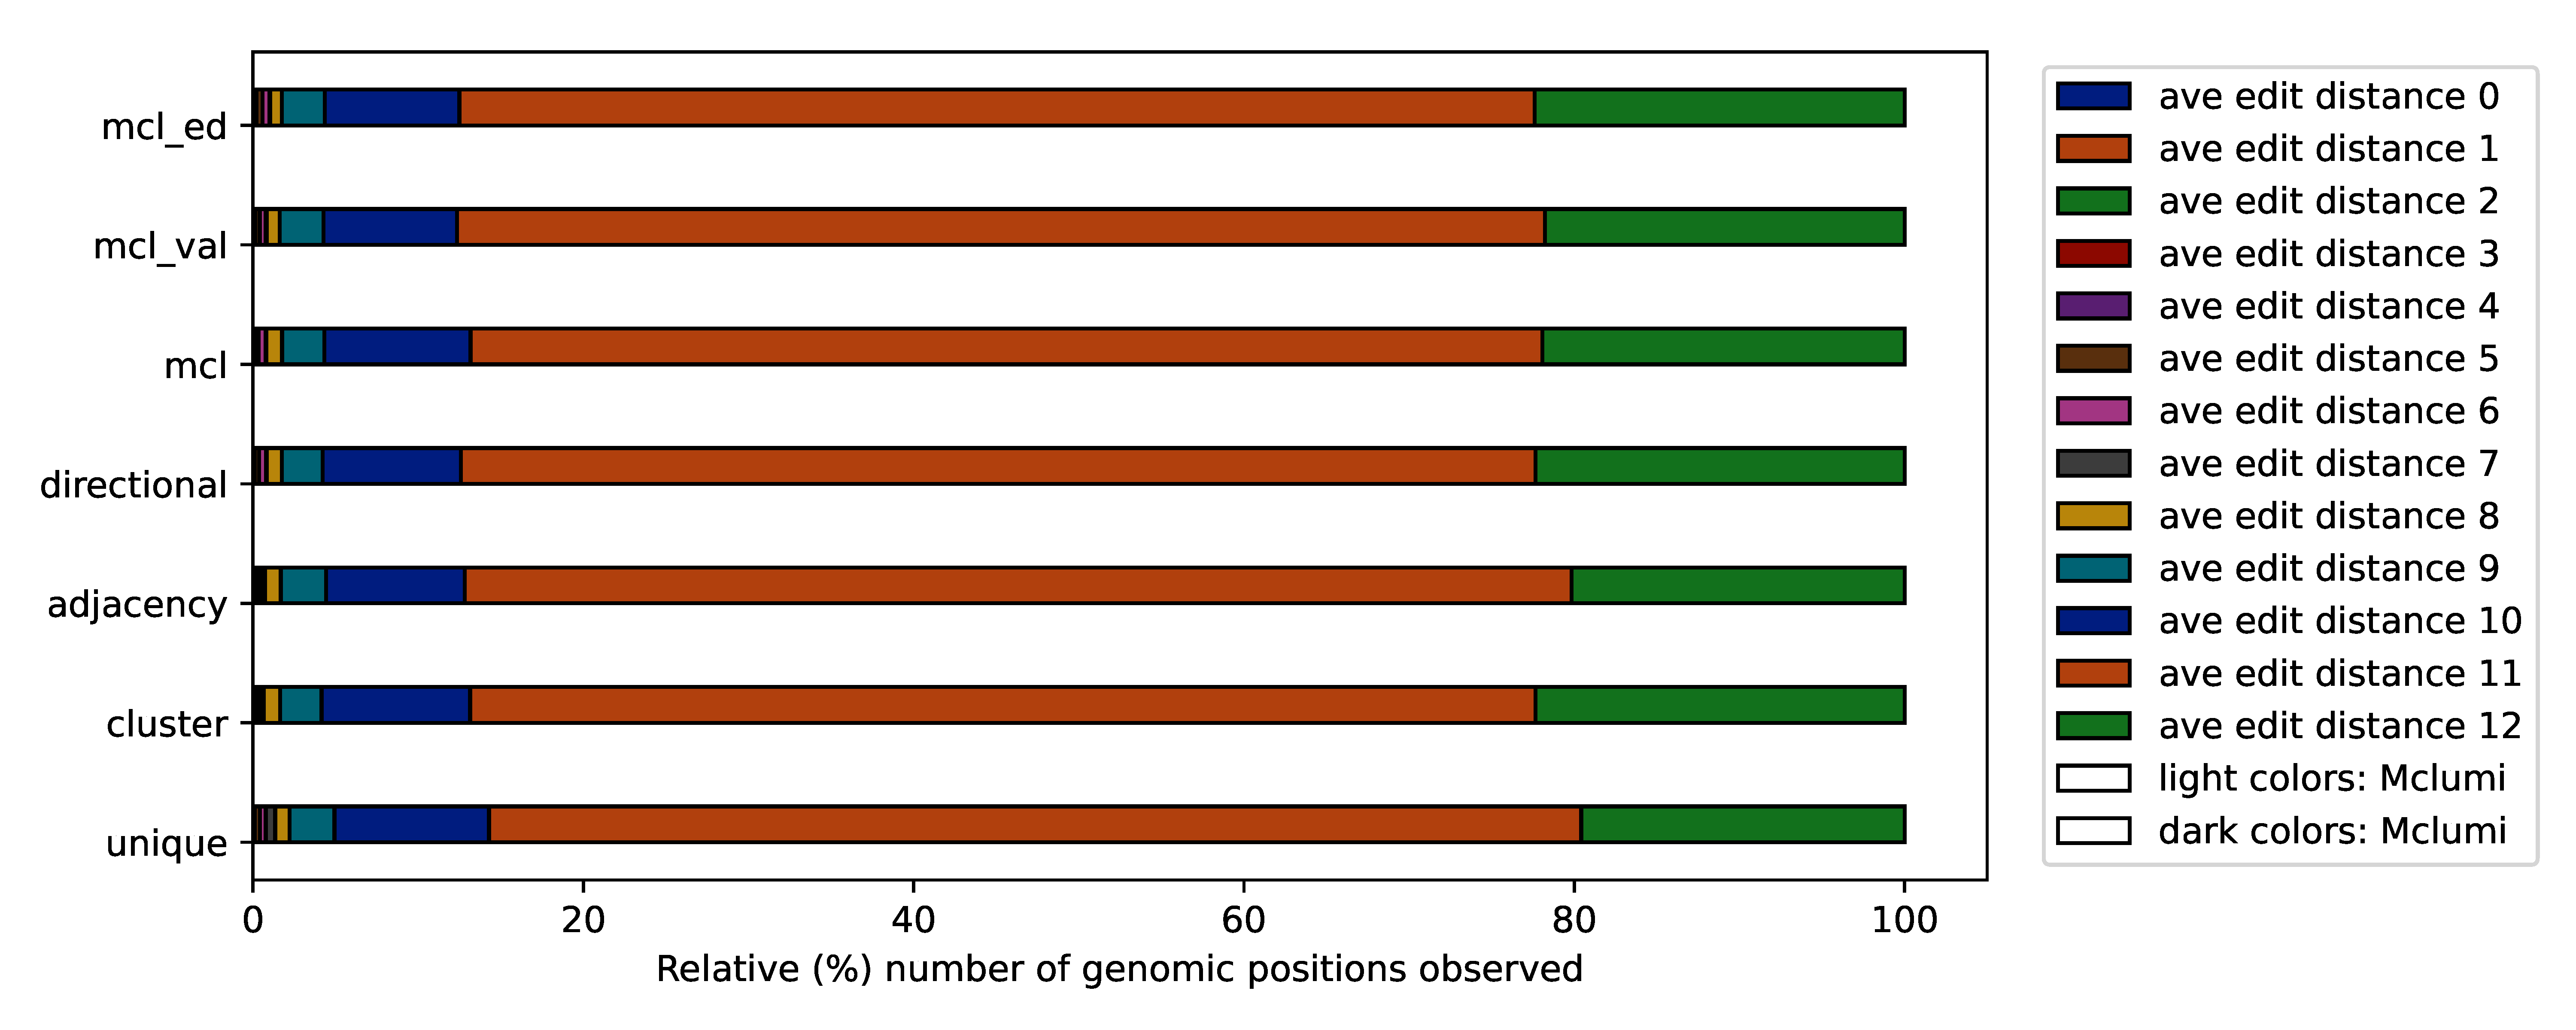 mcl_ed
mcl_val
mcl
directional
adjacency
cluster
unique
0 20 40 60 80 100
Relative (%) number of genomic positions observed
ave edit distance 0
ave edit distance 1
ave edit distance 2
ave edit distance 3
ave edit distance 4
ave edit distance 5
ave edit distance 6
ave edit distance 7
ave edit distance 8
ave edit distance 9
ave edit distance 10
ave edit distance 11
ave edit distance 12
light colors: Mclumi
dark colors: Mclumi